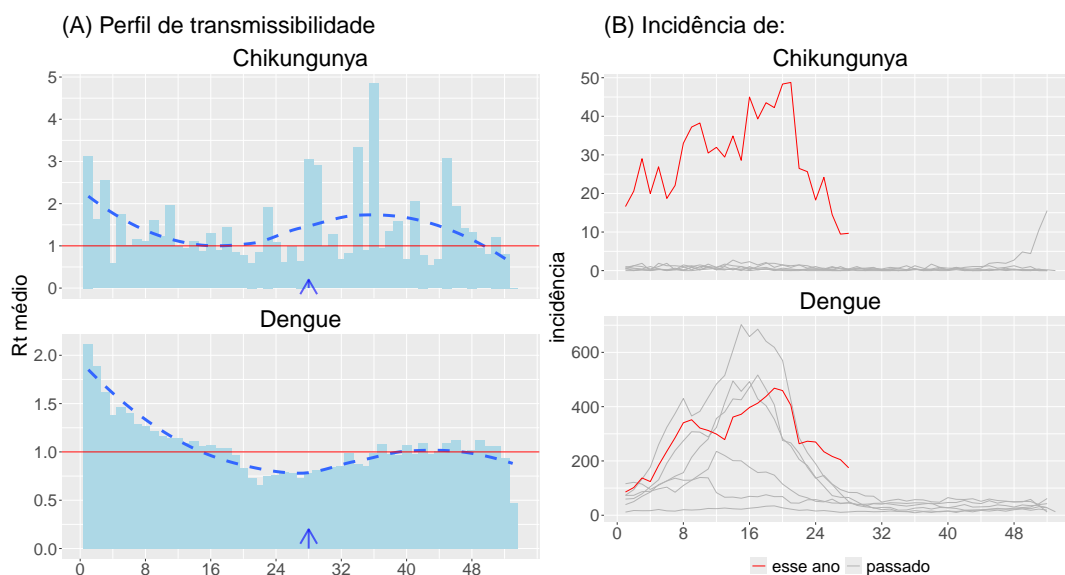 (A) Perfil de transmissibilidade
Chikungunya
5
4
3
2
1
0
Dengue
2.0
1.5
1.0
0.5
0.0
0 8 16 24 32 40 48
Rt médio
(B) Incidência de:
Chikungunya
50
40
30
20
10
0
Dengue
600
400
200
0
0 8 16 24 32 40 48
incidência
esse ano passado